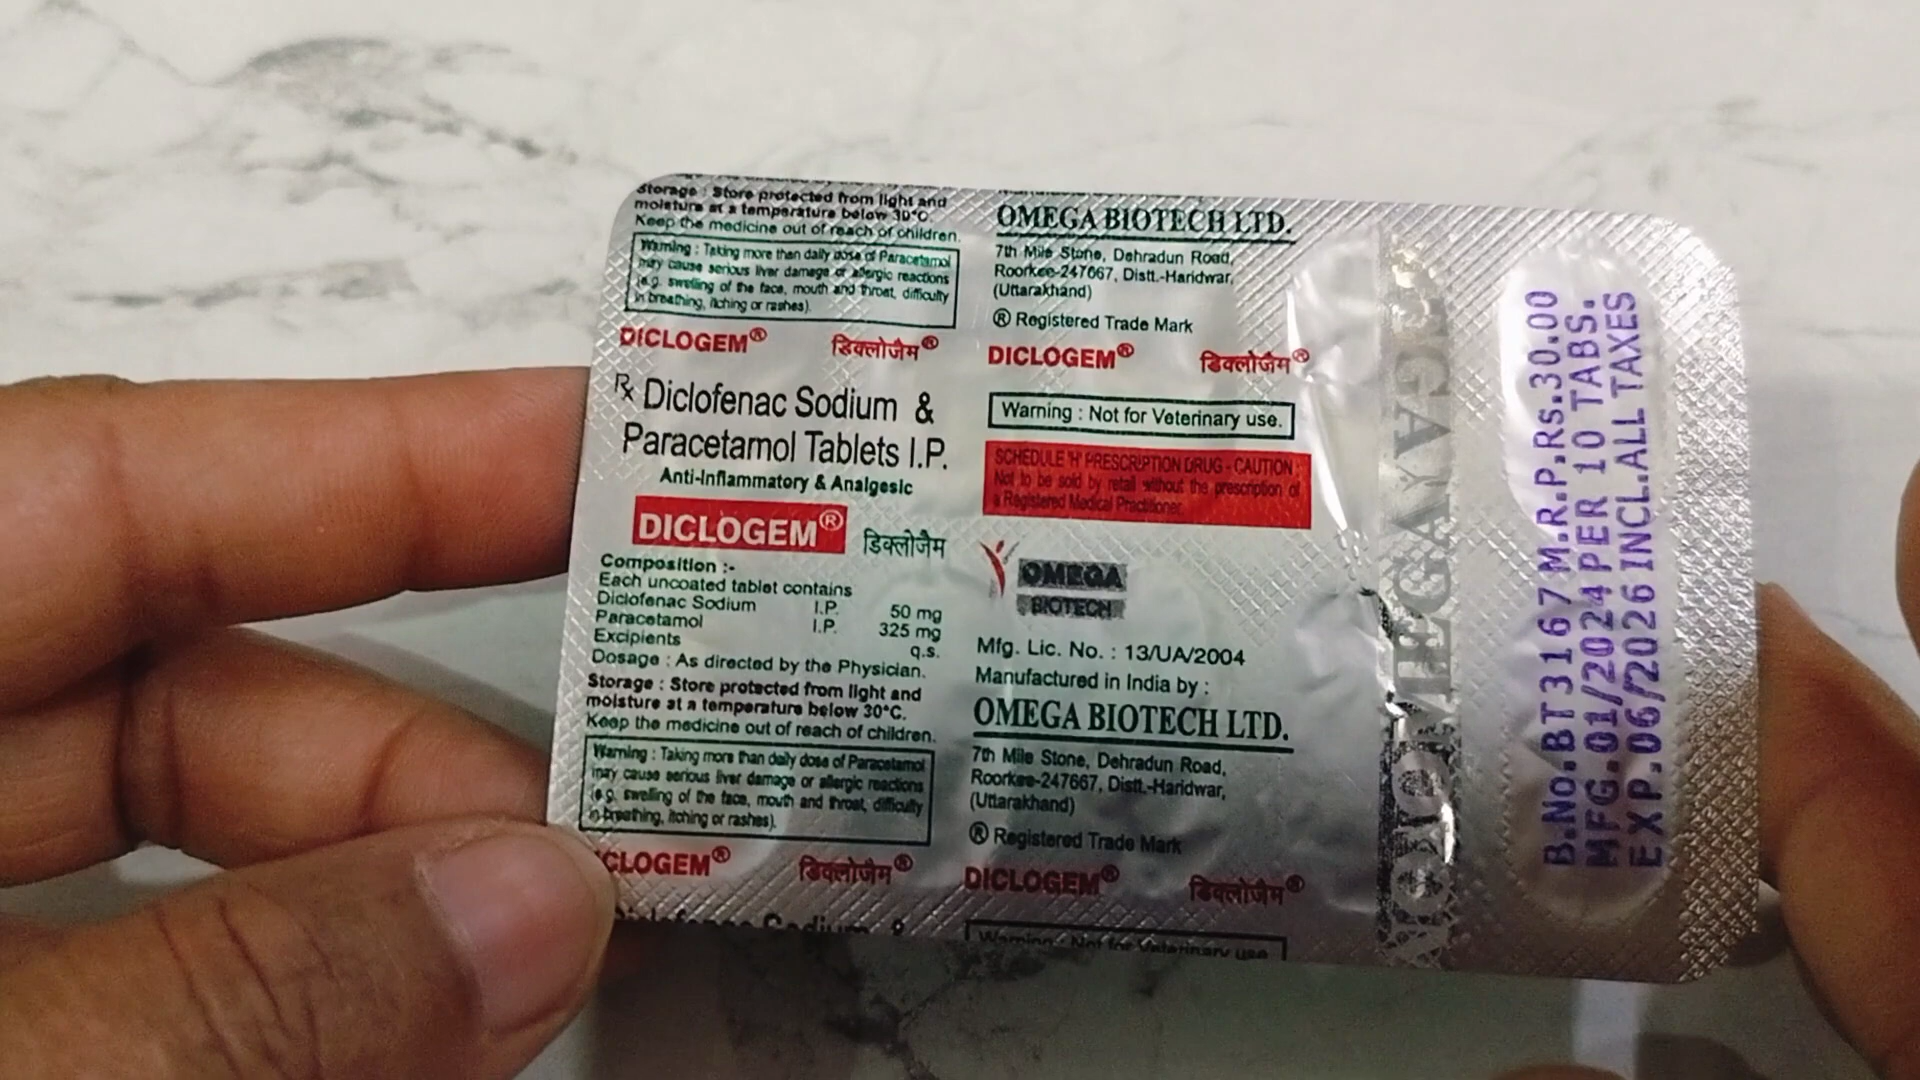 Storage : Store protected from light and
moisture at a temperature below 30°C.
Keep the medicine out of reach of children.
Warning : Taking more than daily dose of Paracetamol
may cause serious liver damage or allergic reactions
(e.g. swelling of the face, mouth and throat, difficulty
in breathing, itching or rashes).
DICLOGEM® डिक्लोजैम®
Rx Diclofenac Sodium &
Paracetamol Tablets I.P.
Anti-Inflammatory & Analgesic
DICLOGEM® डिक्लोजैम
Composition :-
Each uncoated tablet contains
Diclofenac Sodium I.P. 50 mg
Paracetamol I.P. 325 mg
Excipients q.s.
Dosage : As directed by the Physician.
Storage : Store protected from light and
moisture at a temperature below 30°C.
Keep the medicine out of reach of children.
Warning : Taking more than daily dose of Paracetamol
may cause serious liver damage or allergic reactions
(e.g. swelling of the face, mouth and throat, difficulty
in breathing, itching or rashes).
CLOGEM® डिक्लोजैम®
Diclofenac Sodium &
OMEGA BIOTECH LTD.
7th Mile Stone, Dehradun Road,
Roorkee-247667, Distt.-Haridwar,
(Uttarakhand)
® Registered Trade Mark
DICLOGEM® डिक्लोजैम®
Warning : Not for Veterinary use.
SCHEDULE 'H' PRESCRIPTION DRUG - CAUTION :
Not to be sold by retail without the prescription of
a Registered Medical Practitioner.
OMEGA
BIOTECH
Mfg. Lic. No. : 13/UA/2004
Manufactured in India by :
OMEGA BIOTECH LTD.
7th Mile Stone, Dehradun Road,
Roorkee-247667, Distt.-Haridwar,
(Uttarakhand)
® Registered Trade Mark
DICLOGEM® डिक्लोजैम®
Warning : Not for Veterinary use
B.No.BT3167 M.R.P.Rs.30.00
MFG.01/2024 PER 10 TABS.
EXP.06/2026 INCL.ALL TAXES